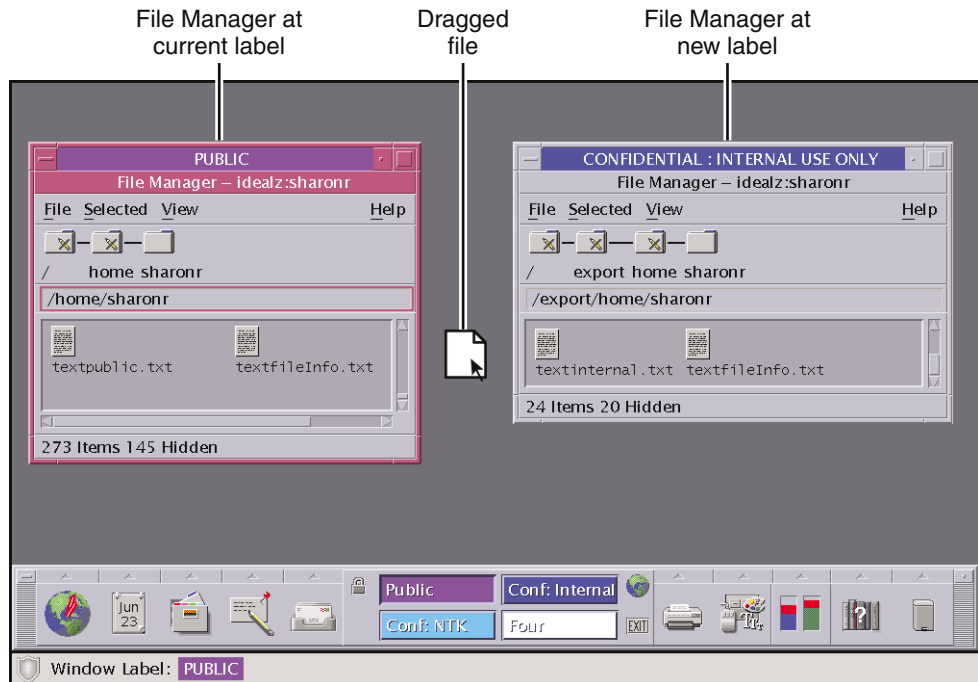 File Manager at
current label
Dragged
file
File Manager at
new label
PUBLIC
File Manager – idealz:sharonr
File Selected View Help
/ home sharonr
/home/sharonr
textpublic.txt textfileInfo.txt
273 Items 145 Hidden
CONFIDENTIAL : INTERNAL USE ONLY
File Manager – idealz:sharonr
File Selected View Help
/ export home sharonr
/export/home/sharonr
textinternal.txt textfileInfo.txt
24 Items 20 Hidden
Jun
23
Public
Conf: Internal
Conf: NTK
Four
EXIT
?
Window Label: PUBLIC